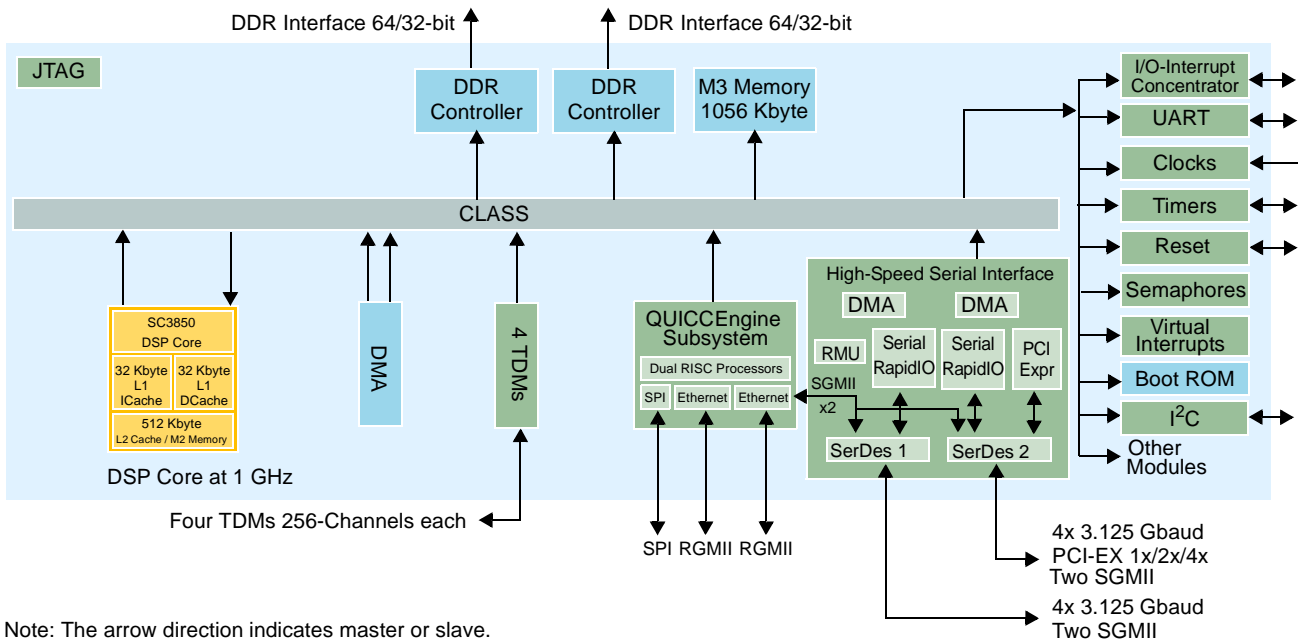 DDR Interface 64/32-bit
DDR Interface 64/32-bit
JTAG
DDR
Controller
DDR
Controller
M3 Memory
1056 Kbyte
I/O-Interrupt
Concentrator
UART
Clocks
Timers
Reset
Semaphores
Virtual
Interrupts
Boot ROM
I²C
Other
Modules
CLASS
SC3850
DSP Core
32 Kbyte
L1
ICache
32 Kbyte
L1
DCache
512 Kbyte
L2 Cache / M2 Memory
DSP Core at 1 GHz
DMA
4 TDMs
Four TDMs 256-Channels each
QUICCEngine
Subsystem
Dual RISC Processors
SPI
Ethernet
Ethernet
SPI
RGMII
RGMII
High-Speed Serial Interface
DMA
DMA
RMU
Serial
RapidIO
Serial
RapidIO
PCI
Expr
SGMII
x2
SerDes 1
SerDes 2
4x 3.125 Gbaud
PCI-EX 1x/2x/4x
Two SGMII
4x 3.125 Gbaud
Two SGMII
Note: The arrow direction indicates master or slave.